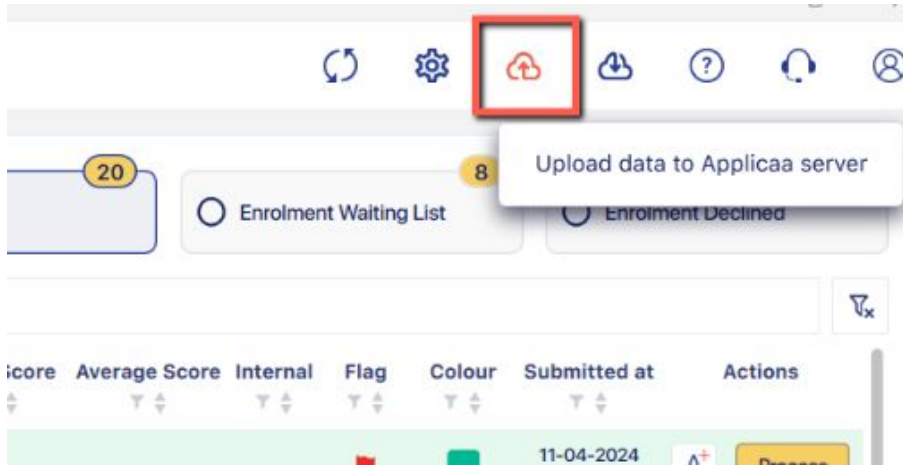 ?
Upload data to Applicaa server
20
8
Enrolment Waiting List
Enrolment Declined
Score Average Score Internal Flag Colour Submitted at Actions
11-04-2024 A+ Process